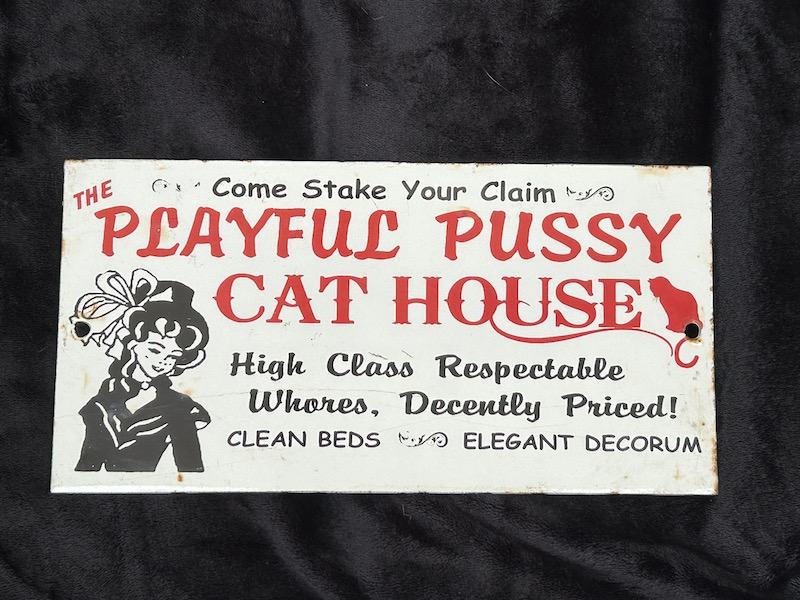 Come Stake Your Claim
THE
PLAYFUL PUSSY
CAT HOUSE
High Class Respectable
Whores, Decently Priced!
CLEAN BEDS ELEGANT DECORUM